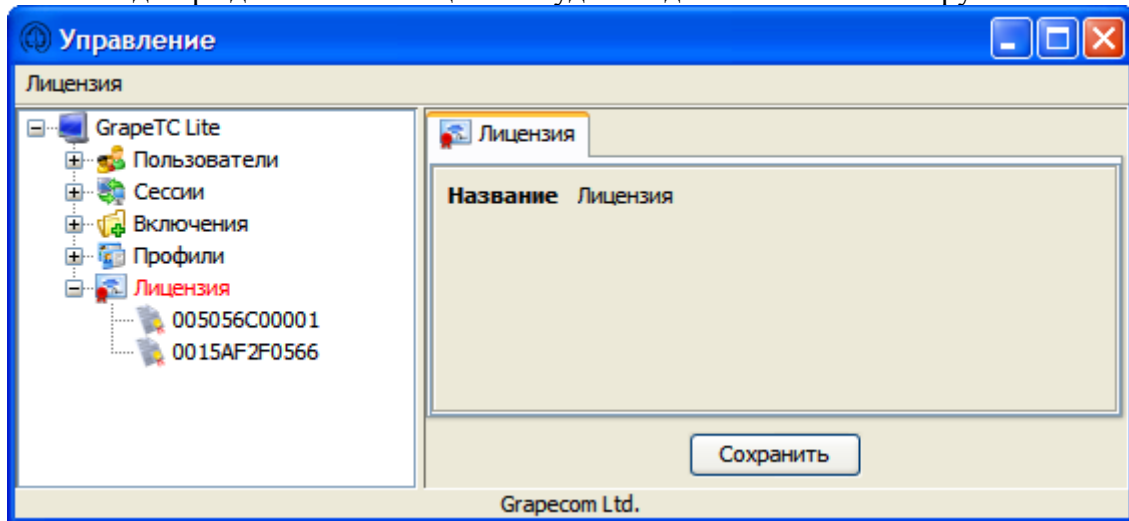 Управление
Лицензия
GrapeTC Lite
Пользователи
Сессии
Включения
Профили
Лицензия
005056C00001
0015AF2F0566
Лицензия
Название Лицензия
Сохранить
Grapecom Ltd.